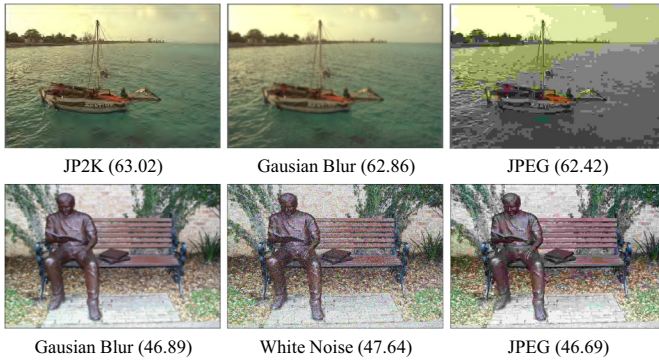 JP2K (63.02) Gausian Blur (62.86) JPEG (62.42)
Gausian Blur (46.89) White Noise (47.64) JPEG (46.69)